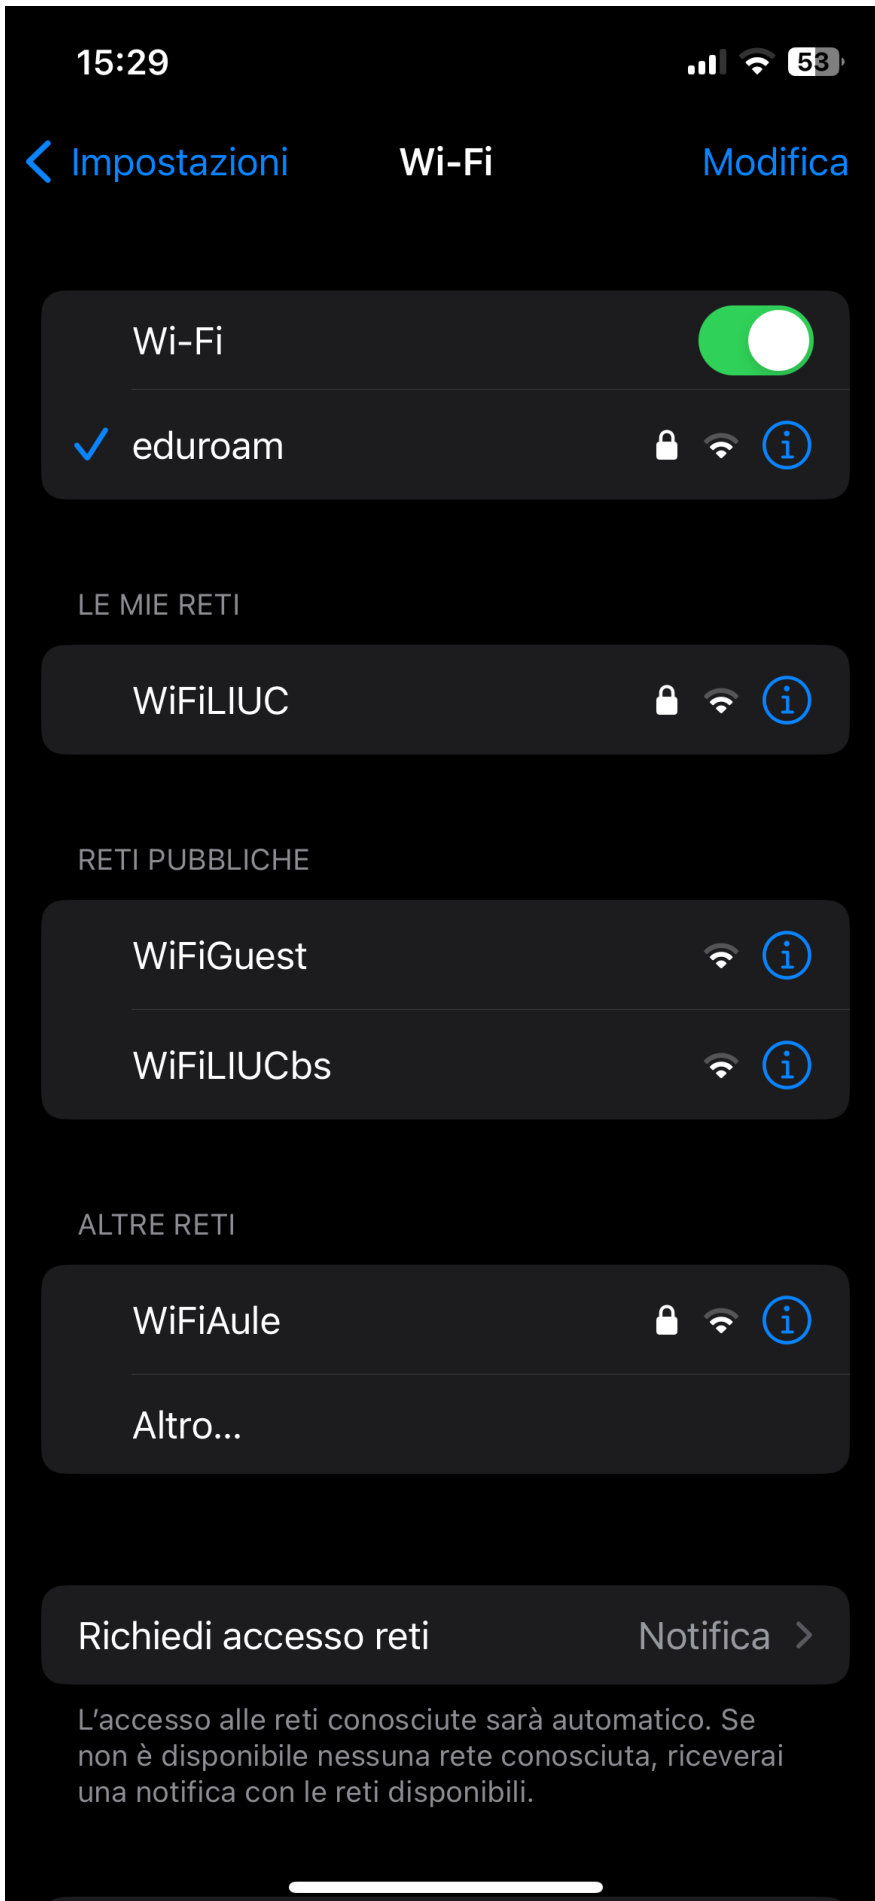 15:29
53
Impostazioni
Wi-Fi
Modifica
Wi-Fi
eduroam
LE MIE RETI
WiFiLIUC
RETI PUBBLICHE
WiFiGuest
WiFiLIUCbs
ALTRE RETI
WiFiAule
Altro...
Richiedi accesso reti
Notifica
L'accesso alle reti conosciute sarà automatico. Se
non è disponibile nessuna rete conosciuta, riceverai
una notifica con le reti disponibili.